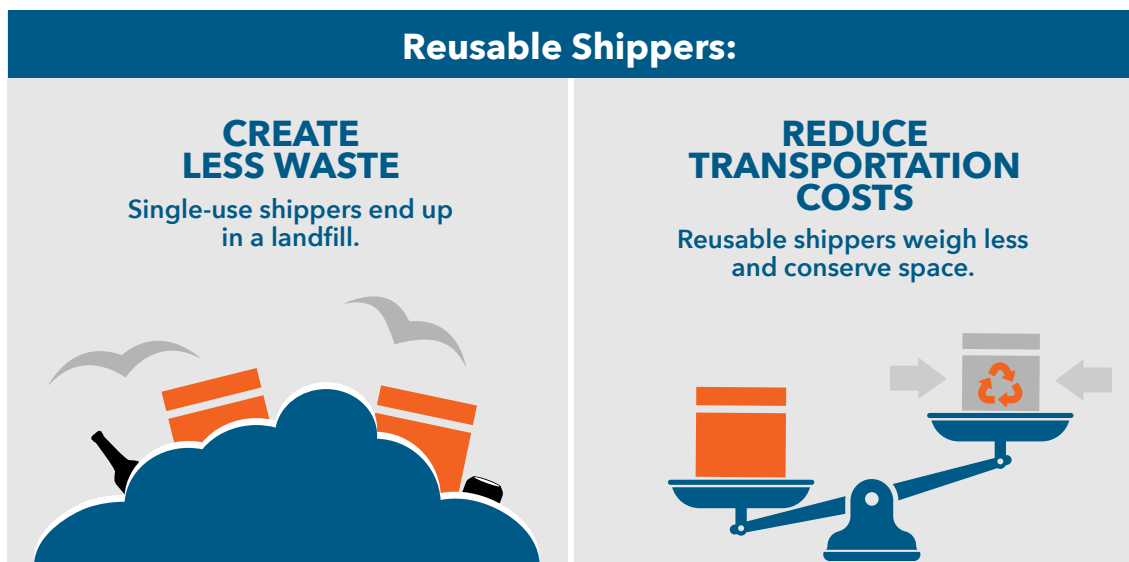 Reusable Shippers:
CREATE
LESS WASTE
Single-use shippers end up
in a landfill.
REDUCE
TRANSPORTATION
COSTS
Reusable shippers weigh less
and conserve space.